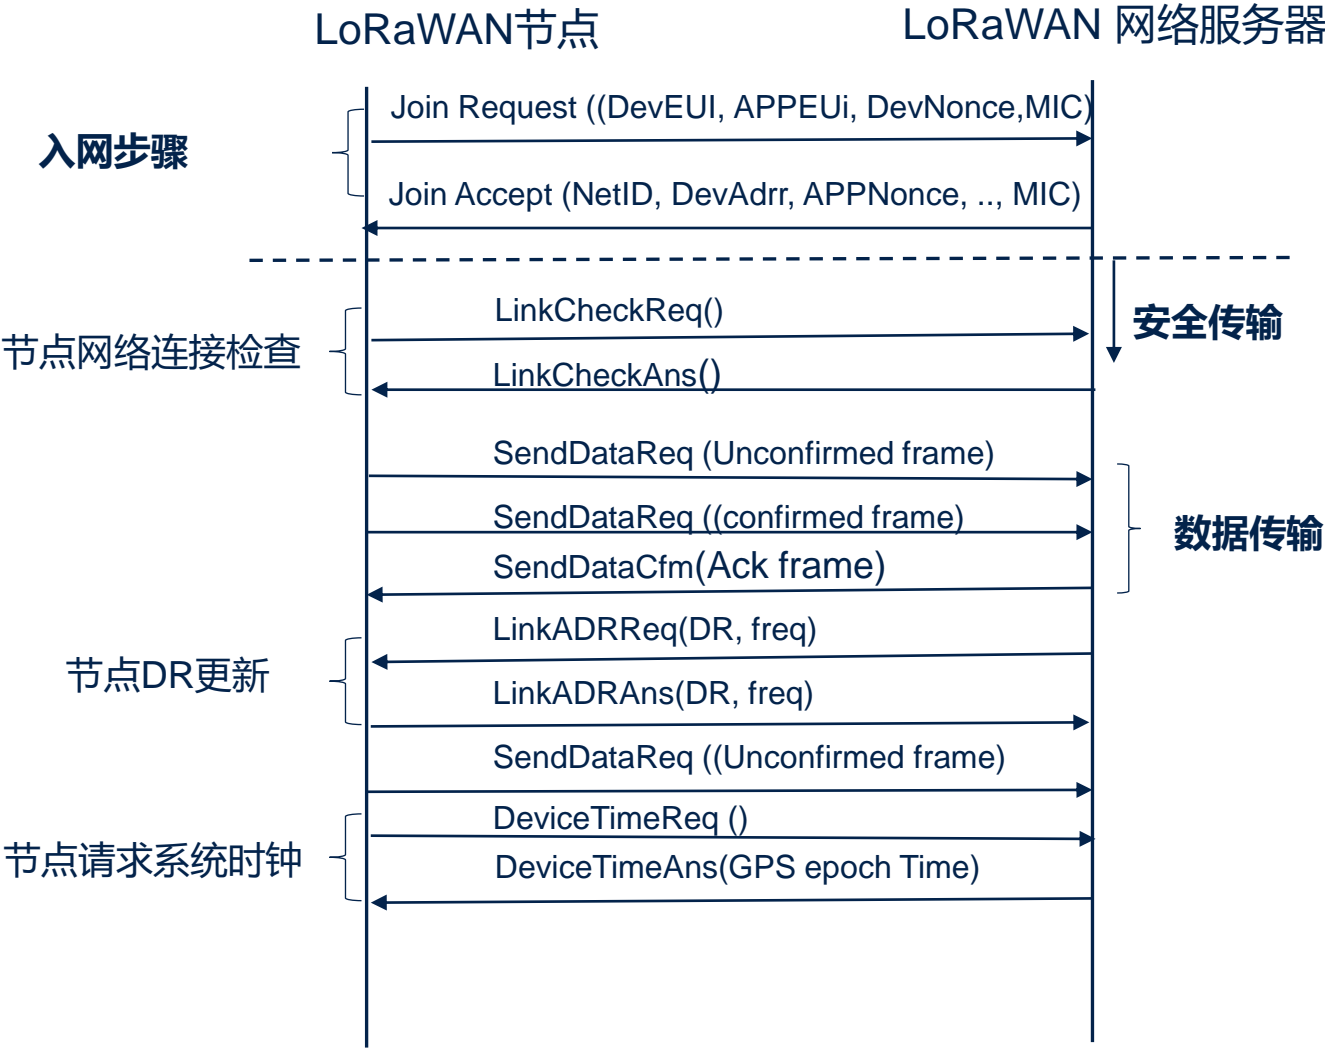 LoRaWAN节点
LoRaWAN 网络服务器
Join Request ((DevEUI, APPEUi, DevNonce,MIC)
入网步骤
Join Accept (NetID, DevAdrr, APPNonce, .., MIC)
LinkCheckReq()
安全传输
节点网络连接检查
LinkCheckAns()
SendDataReq (Unconfirmed frame)
SendDataReq ((confirmed frame)
数据传输
SendDataCfm(Ack frame)
LinkADRReq(DR, freq)
节点DR更新
LinkADRAns(DR, freq)
SendDataReq ((Unconfirmed frame)
DeviceTimeReq ()
节点请求系统时钟
DeviceTimeAns(GPS epoch Time)